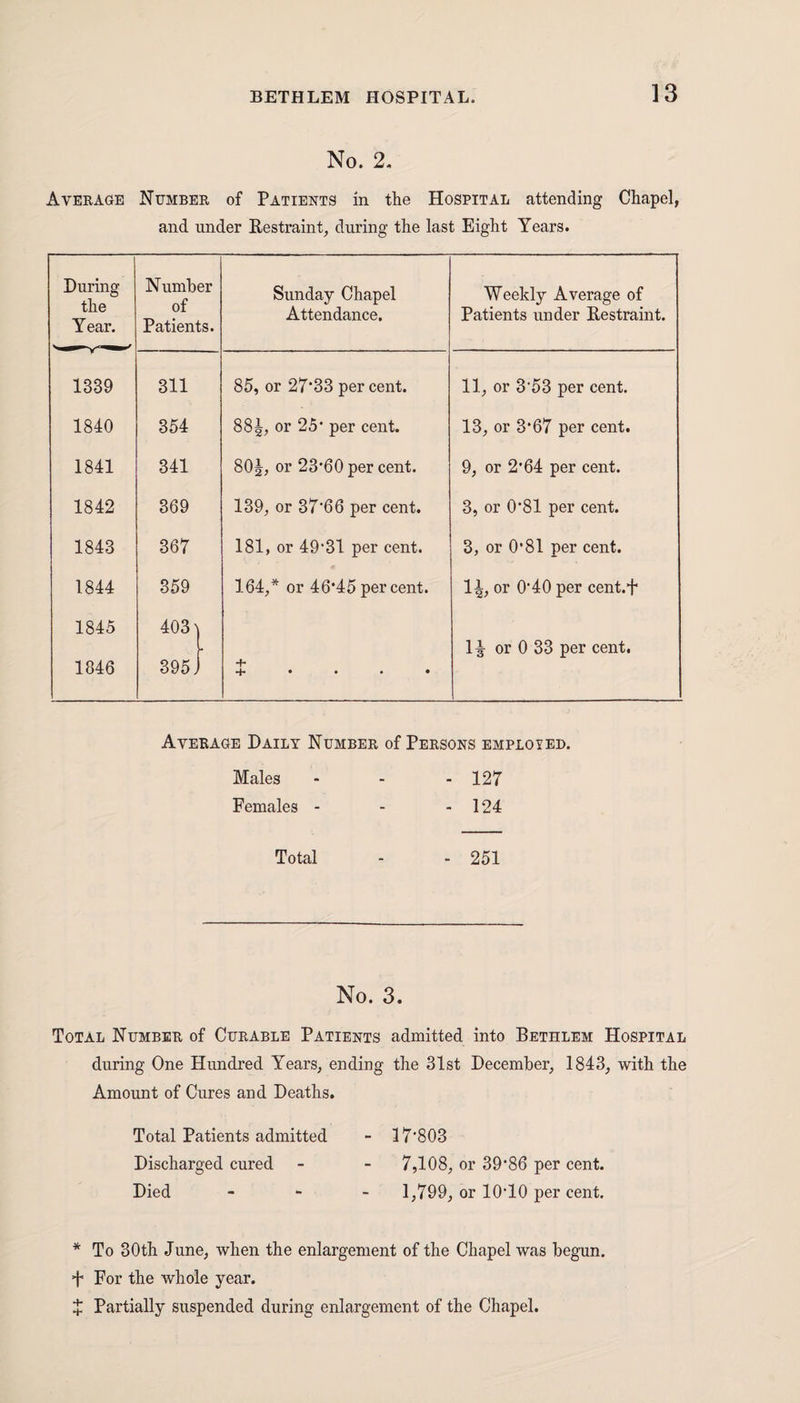 BETHLEM HOSPITAL. 13
No. 2.
Average Number of Patients in the Hospital attending Chapel,
and under Restraint, during the last Eight Years.
During the Year. | Number of Patients. | Sunday Chapel Attendance. | Weekly Average of Patients under Restraint.
1339 | 311 | 85, or 27·33 per cent. | 11, or 3·53 per cent.
1840 | 354 | 88½, or 25· per cent. | 13, or 3·67 per cent.
1841 | 341 | 80½, or 23·60 per cent. | 9, or 2·64 per cent.
1842 | 369 | 139, or 37·66 per cent. | 3, or 0·81 per cent.
1843 | 367 | 181, or 49·31 per cent. | 3, or 0·81 per cent.
1844 | 359 | 164,* or 46·45 per cent. | 1½, or 0·40 per cent.†
1845 | 403
1846 | 395 | ‡ . . . . | 1⅓ or 0 33 per cent.
Average Daily Number of Persons employed.
Males - - - 127
Females - - - 124
Total - - 251
No. 3.
Total Number of Curable Patients admitted into Bethlem Hospital
during One Hundred Years, ending the 31st December, 1843, with the
Amount of Cures and Deaths.
Total Patients admitted - 17·803
Discharged cured - - 7,108, or 39·86 per cent.
Died - - - 1,799, or 10·10 per cent.
* To 30th June, when the enlargement of the Chapel was begun.
† For the whole year.
‡ Partially suspended during enlargement of the Chapel.